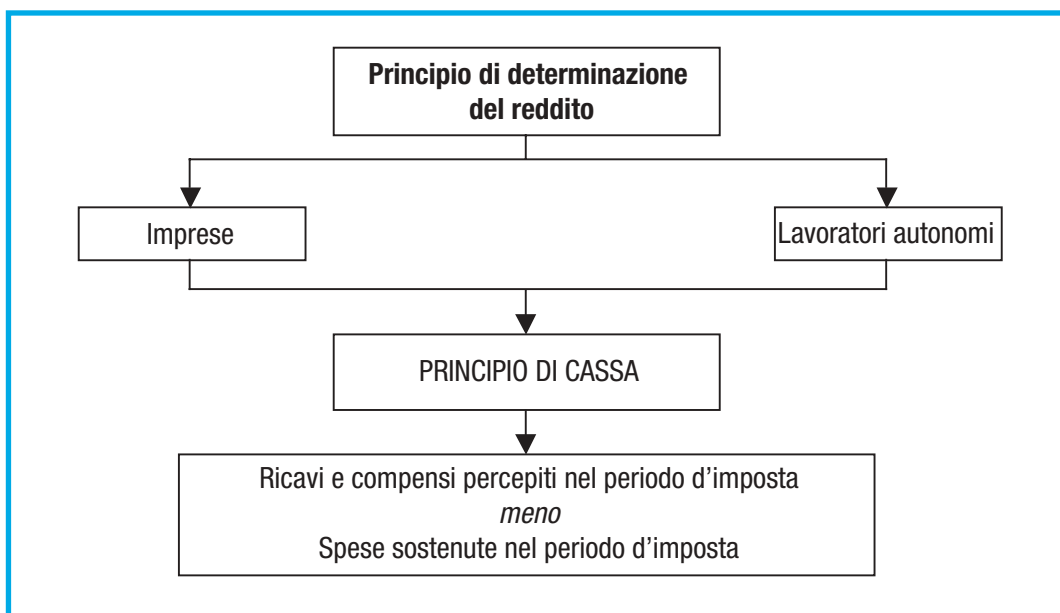 Principio di determinazione
del reddito
Imprese
Lavoratori autonomi
PRINCIPIO DI CASSA
Ricavi e compensi percepiti nel periodo d’imposta
meno
Spese sostenute nel periodo d’imposta